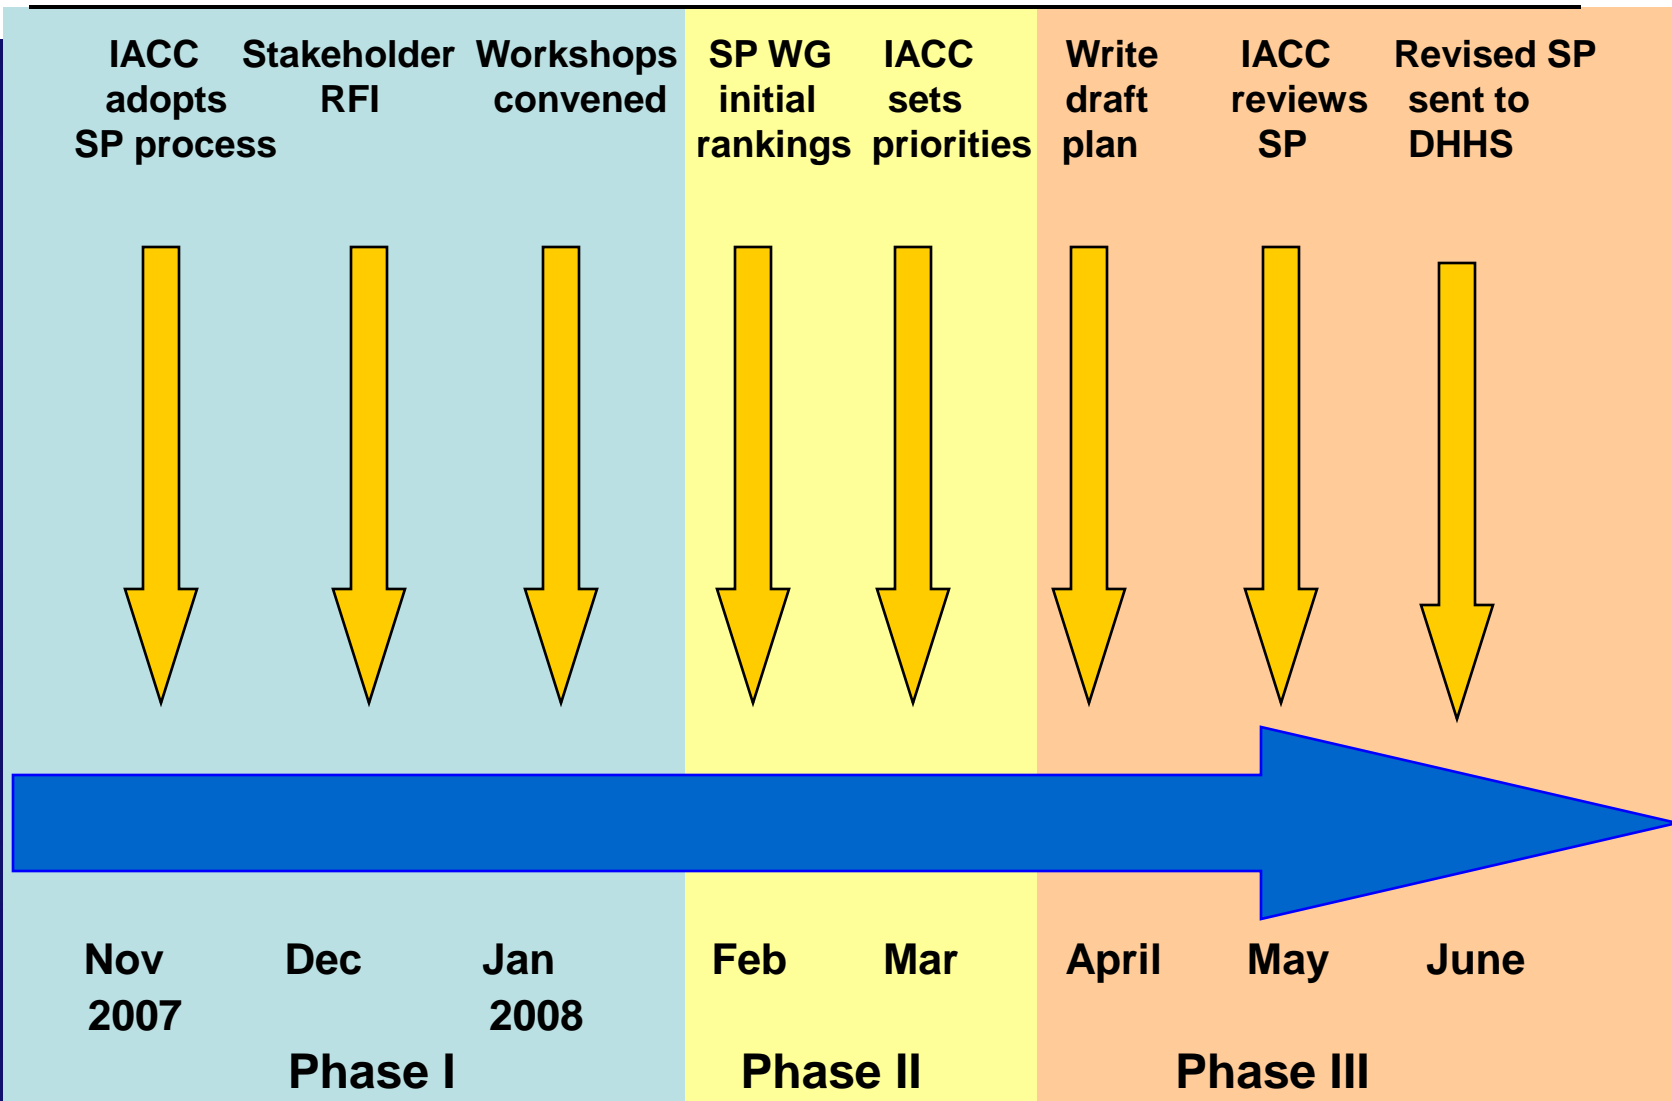 IACC
adopts
SP process
Stakeholder
RFI
Workshops
convened
SP WG
initial
rankings
IACC
sets
priorities
Write
draft
plan
IACC
reviews
SP
Revised SP
sent to
DHHS
Nov
2007
Dec
Jan
2008
Feb
Mar
April
May
June
Phase I
Phase II
Phase III